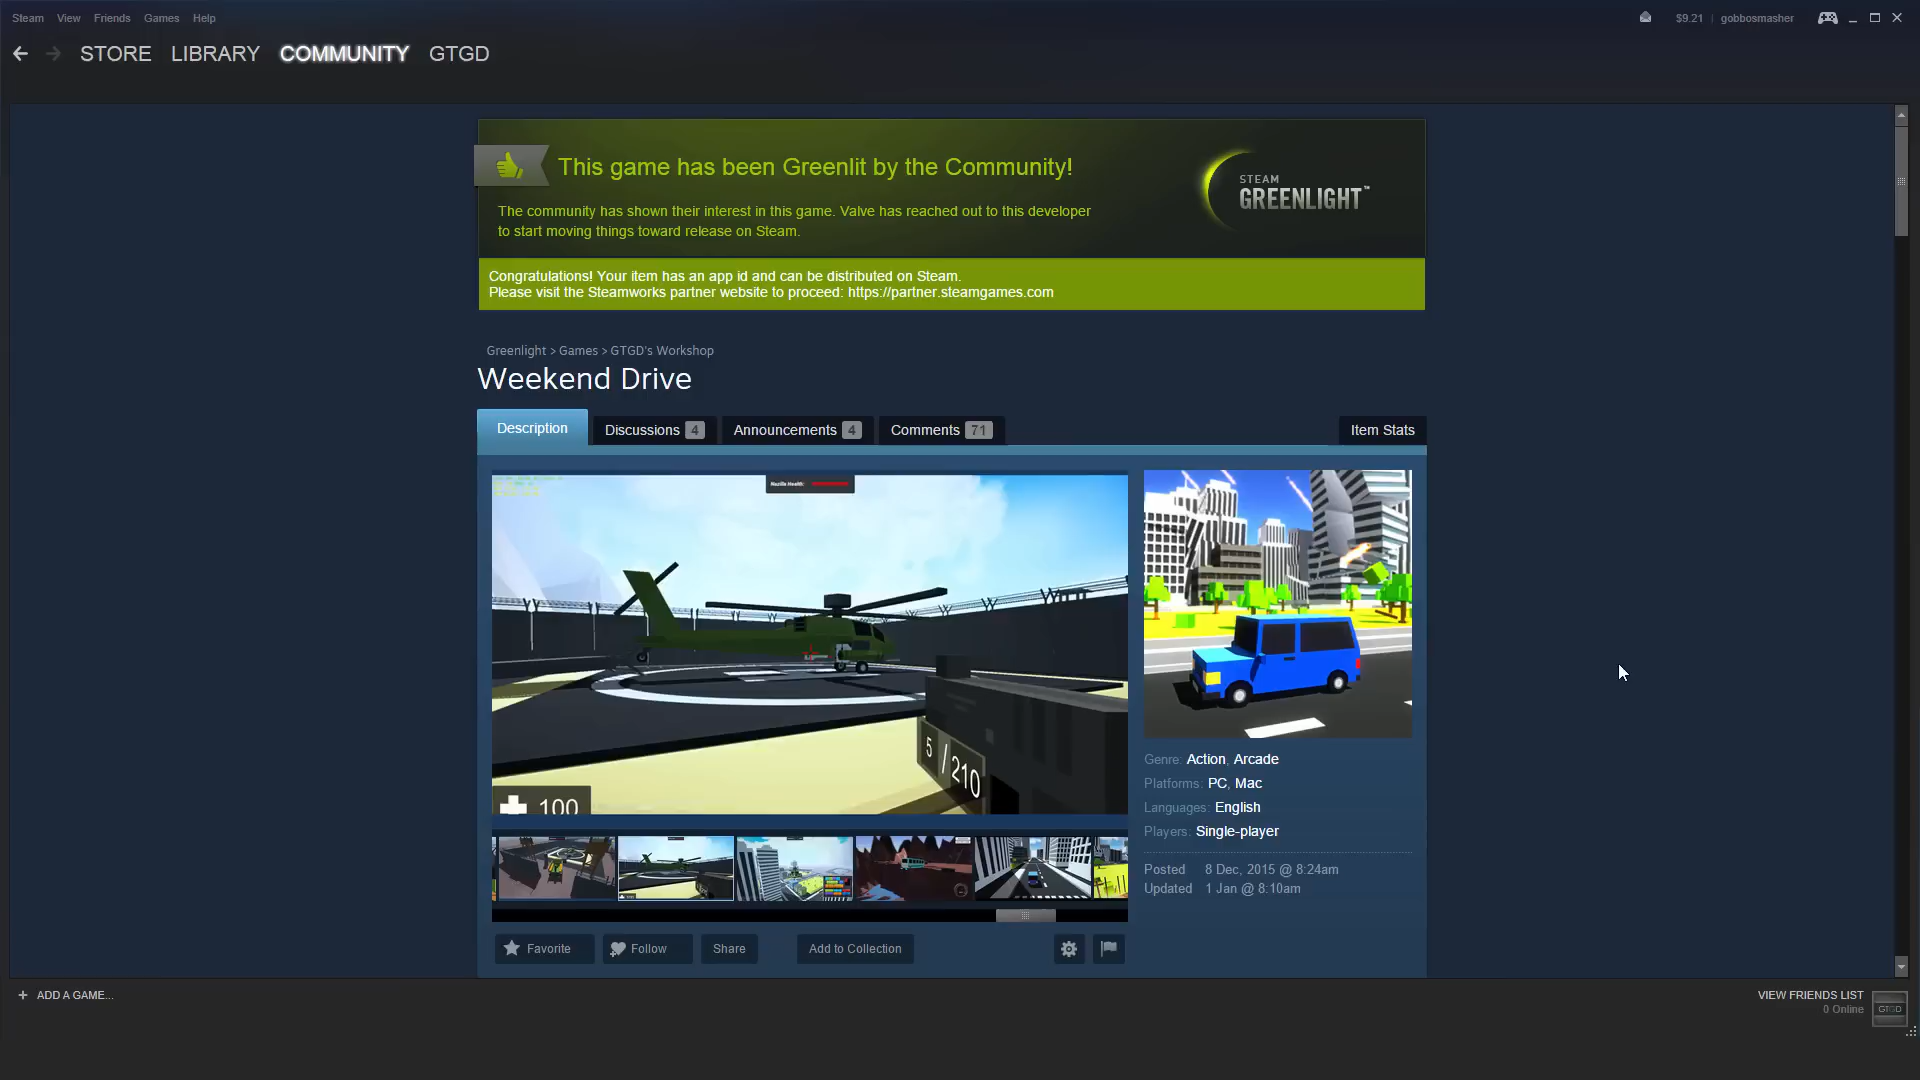 Steam View Friends Games Help
$9.21 | gobbosmasher
STORE LIBRARY COMMUNITY GTGD
This game has been Greenlit by the Community!
The community has shown their interest in this game. Valve has reached out to this developer
to start moving things toward release on Steam.
STEAM
GREENLIGHT™
Congratulations! Your item has an app id and can be distributed on Steam.
Please visit the Steamworks partner website to proceed: https://partner.steamgames.com
Greenlight > Games > GTGD's Workshop
Weekend Drive
Description Discussions 4 Announcements 4 Comments 71 Item Stats
Nuzilla Health:
5 / 210
100
Genre: Action, Arcade
Platforms: PC, Mac
Languages: English
Players: Single-player
Posted 8 Dec, 2015 @ 8:24am
Updated 1 Jan @ 8:10am
Favorite Follow Share Add to Collection
+ ADD A GAME...
VIEW FRIENDS LIST
0 Online
GTGD